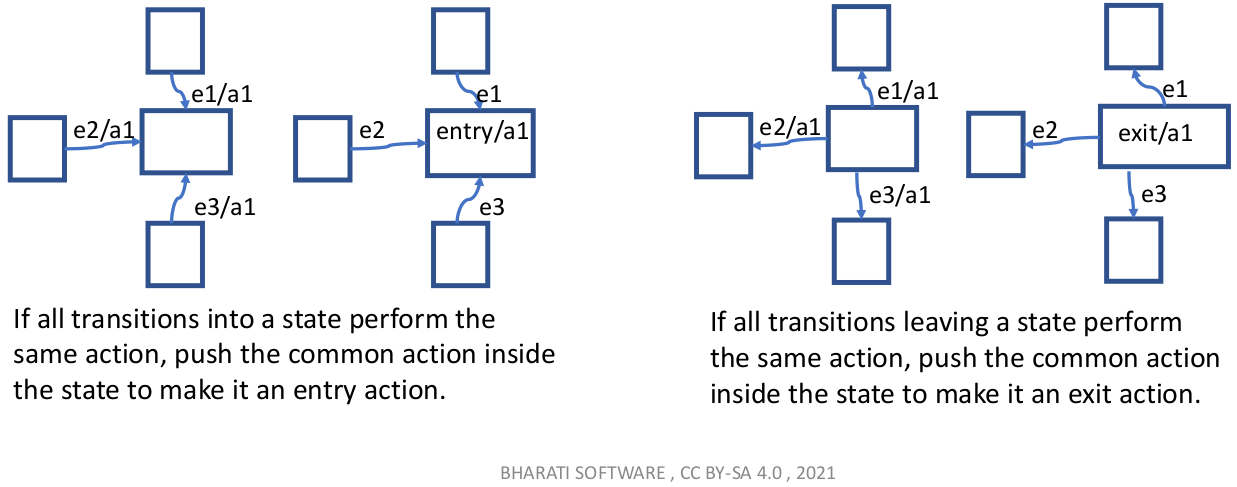 e1/a1
e2/a1
e3/a1
e1
e2
entry/a1
e3
e1/a1
e2/a1
e3/a1
e1
e2
exit/a1
e3
If all transitions into a state perform the
same action, push the common action inside
the state to make it an entry action.
If all transitions leaving a state perform
the same action, push the common action
inside the state to make it an exit action.
BHARATI SOFTWARE , CC BY-SA 4.0 , 2021